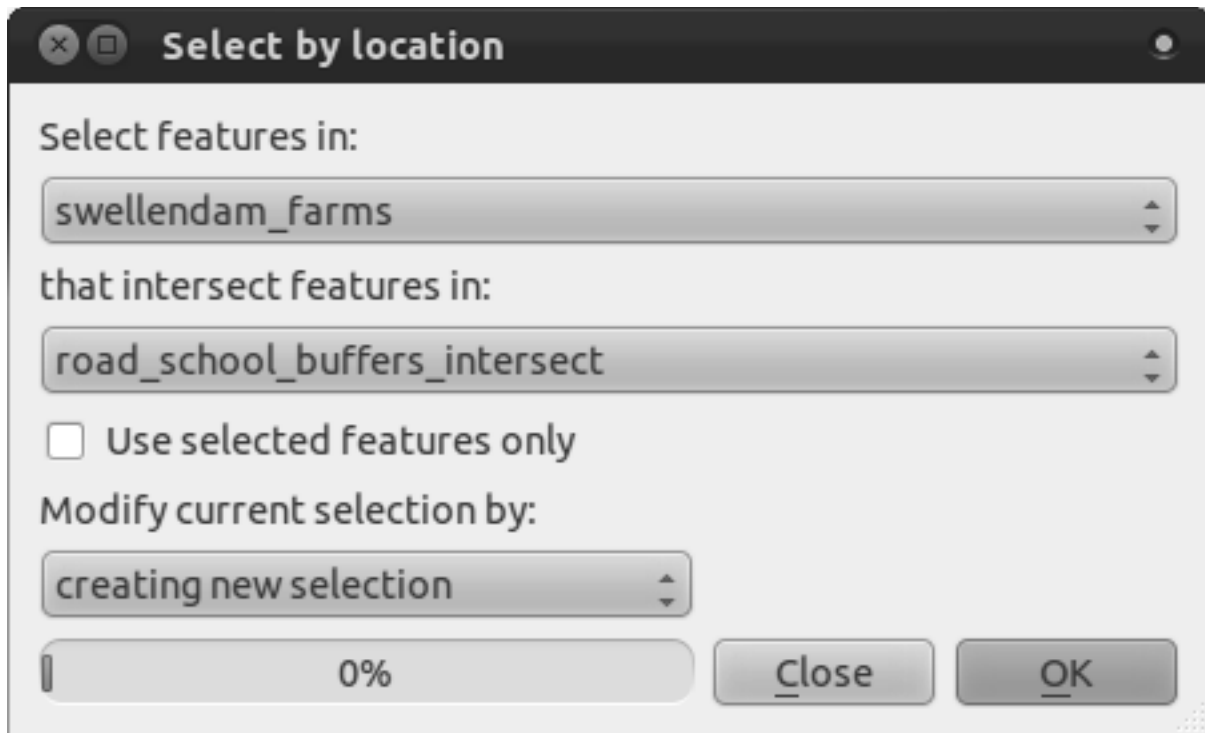 Select by location
Select features in:
swellendam_farms
that intersect features in:
road_school_buffers_intersect
Use selected features only
Modify current selection by:
creating new selection
0%
Close
OK